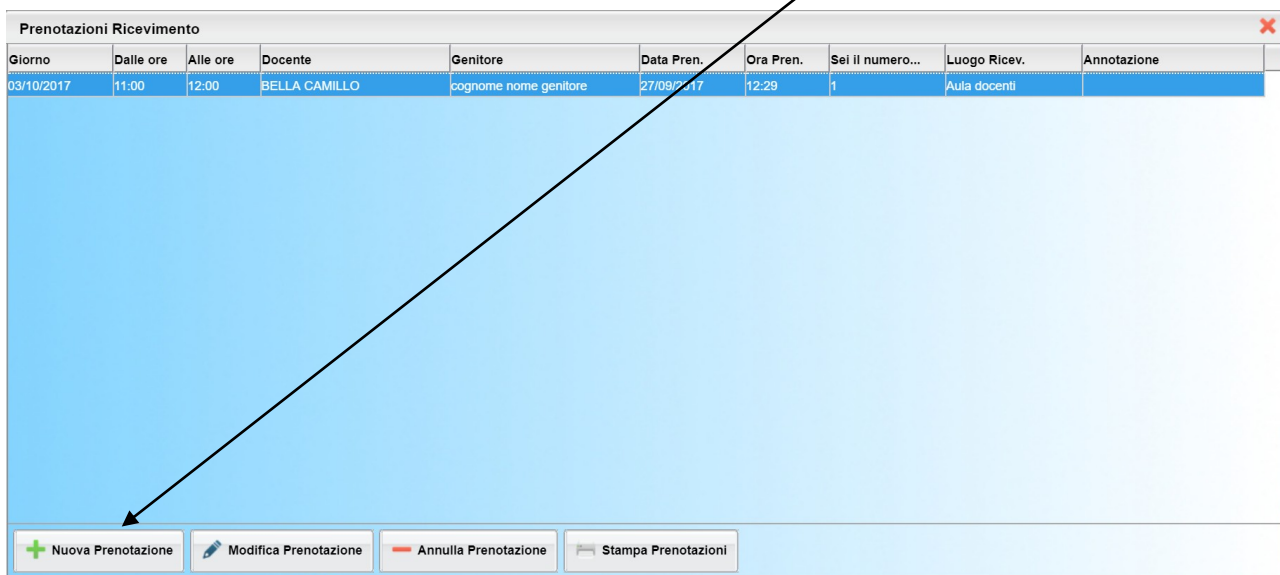 Prenotazioni Ricevimento
Giorno Dalle ore Alle ore Docente Genitore Data Pren. Ora Pren. Sei il numero... Luogo Ricev. Annotazione
03/10/2017 11:00 12:00 BELLA CAMILLO cognome nome genitore 27/09/2017 12:29 1 Aula docenti
Nuova Prenotazione Modifica Prenotazione Annulla Prenotazione Stampa Prenotazioni